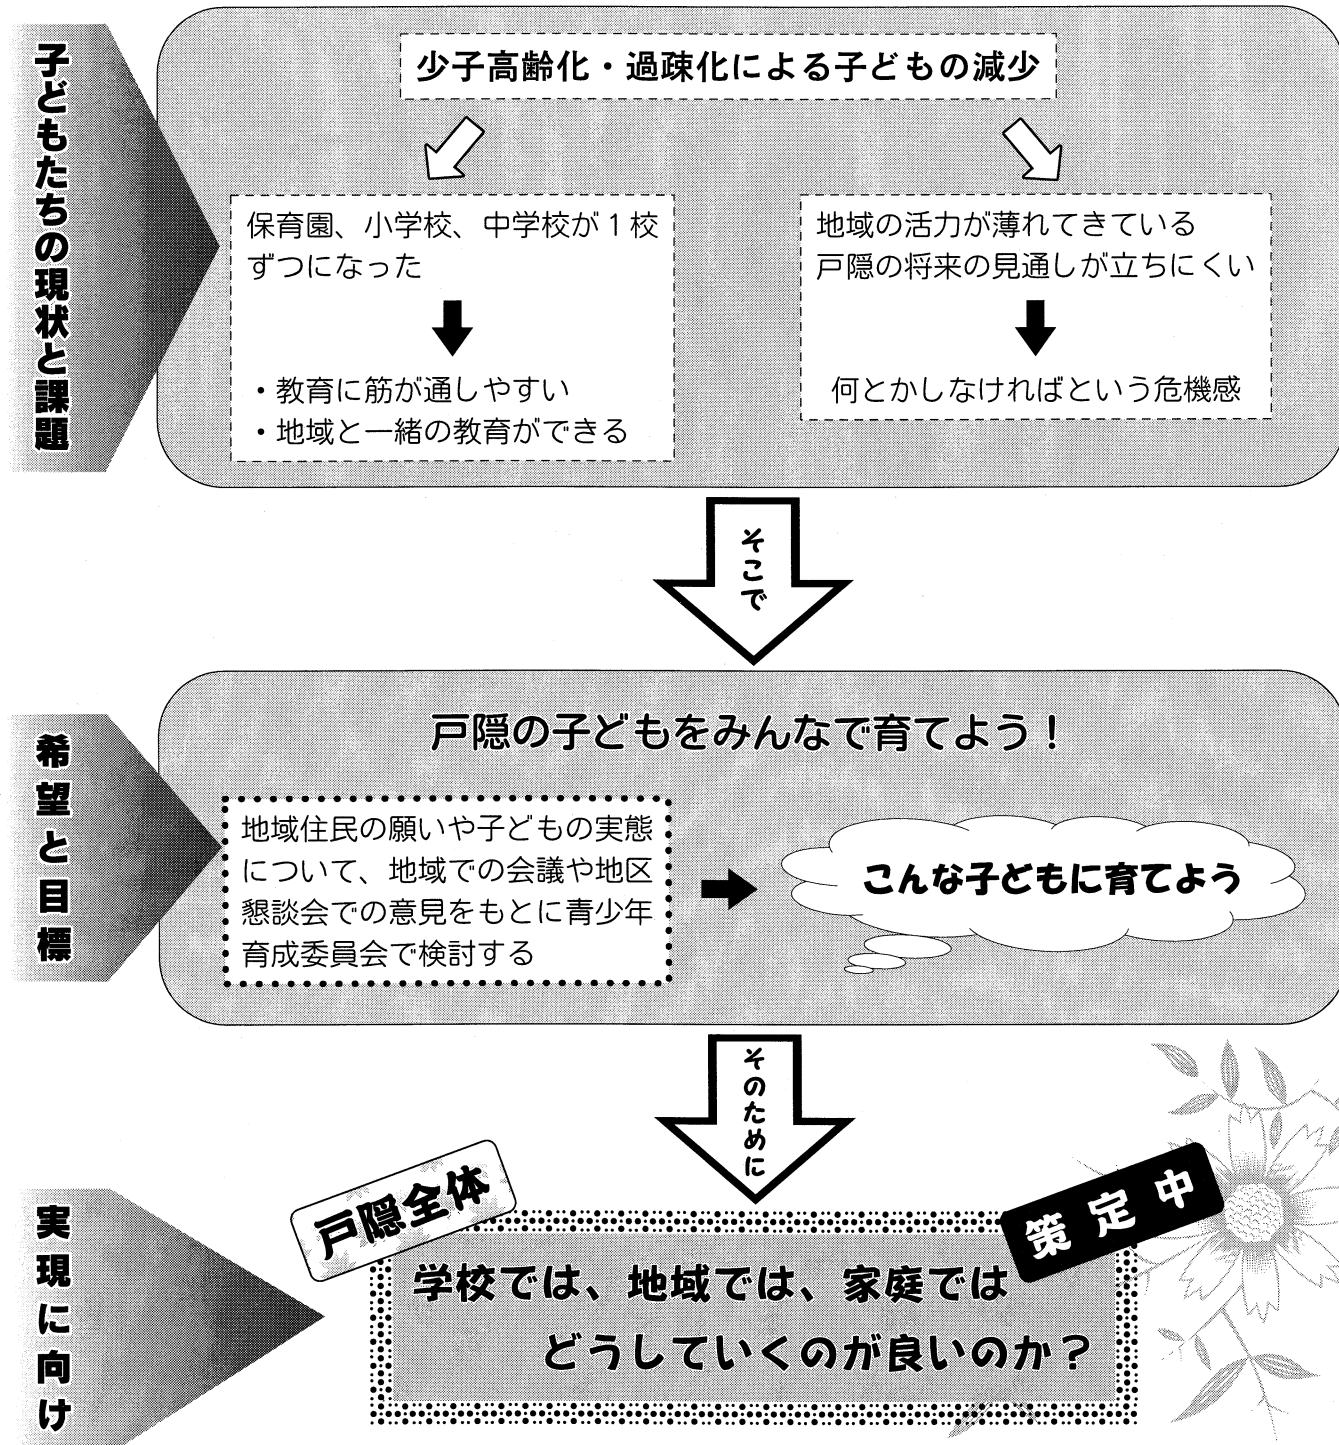 子どもたちの現状と課題
少子高齢化・過疎化による子どもの減少
保育園、小学校、中学校が1校
ずつになった
・教育に筋が通しやすい
・地域と一緒の教育ができる
地域の活力が薄れてきている
戸隠の将来の見通しが立ちにくい
何とかしなければという危機感
そこで
希望と目標
戸隠の子どもをみんなで育てよう！
地域住民の願いや子どもの実態
について、地域での会議や地区
懇談会での意見をもとに青少年
育成委員会で検討する
こんな子どもに育てよう
そのために
実現に向け
戸隠全体
策定中
学校では、地域では、家庭では
どうしていくのが良いのか？